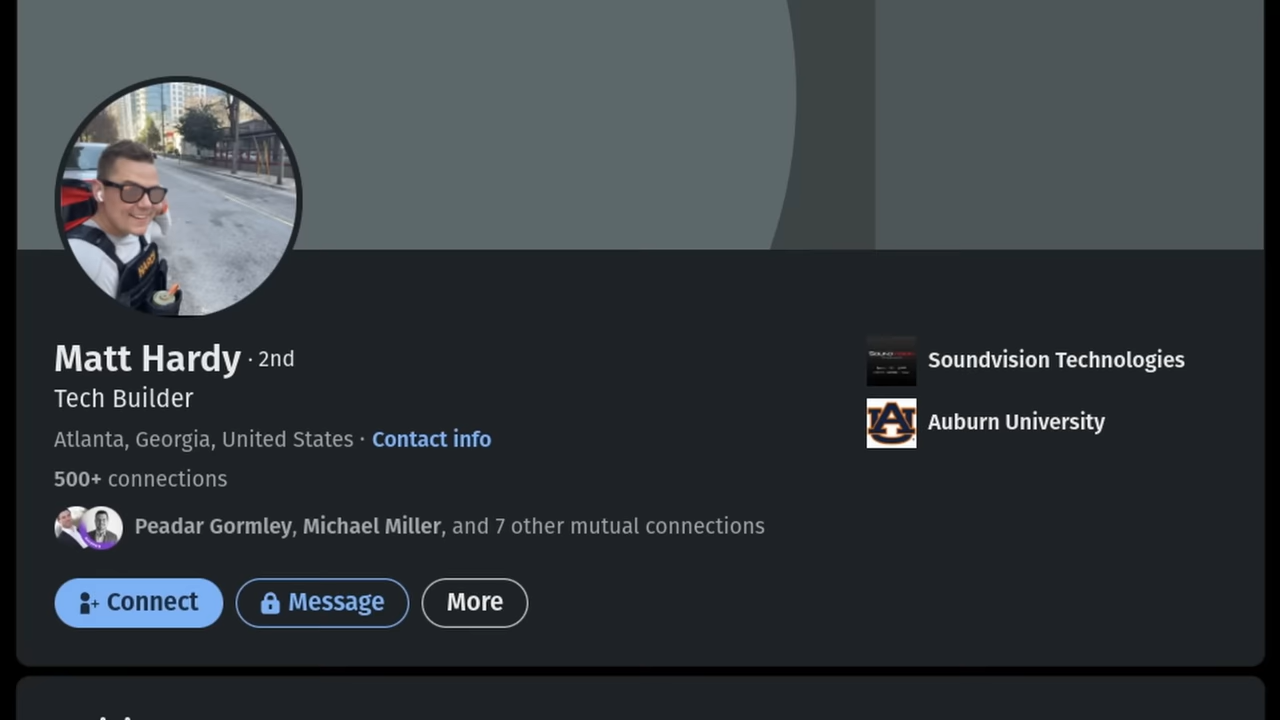 Matt Hardy · 2nd
Tech Builder
Atlanta, Georgia, United States · Contact info
500+ connections
Peadar Gormley, Michael Miller, and 7 other mutual connections
Connect
Message
More
Soundvision Technologies
Auburn University
HARDY